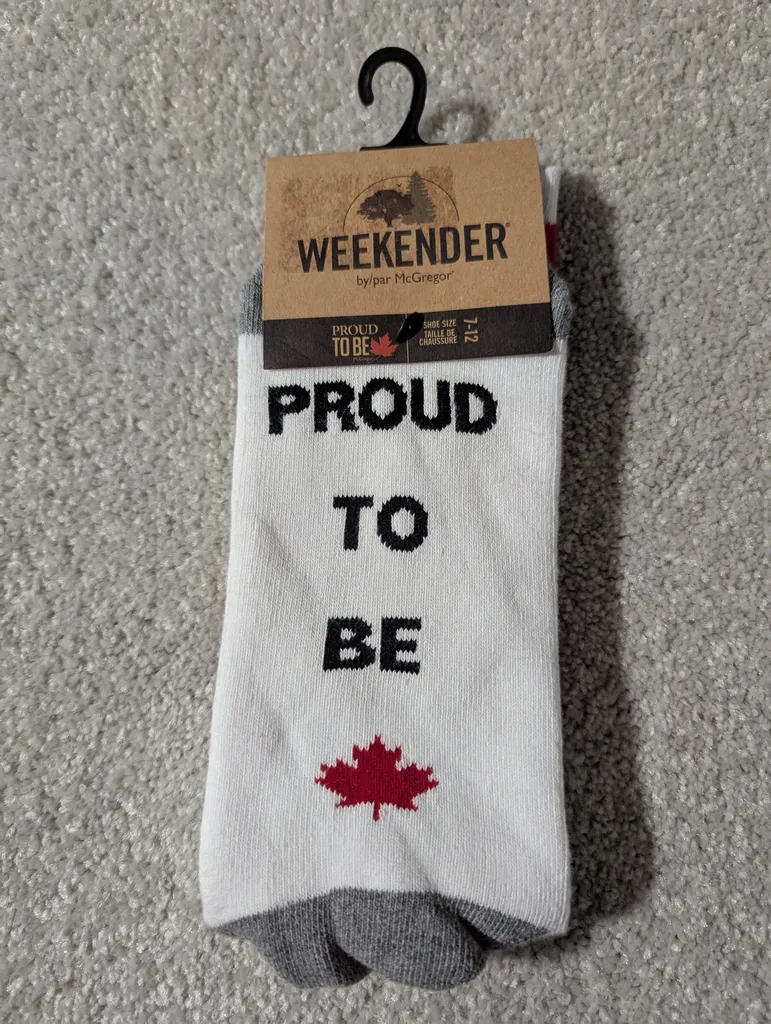 WEEKENDER®
by/par McGregor®
PROUD
TO BE
SHOE SIZE
TAILLE DE
CHAUSSURE
7-12
PROUD
TO
BE